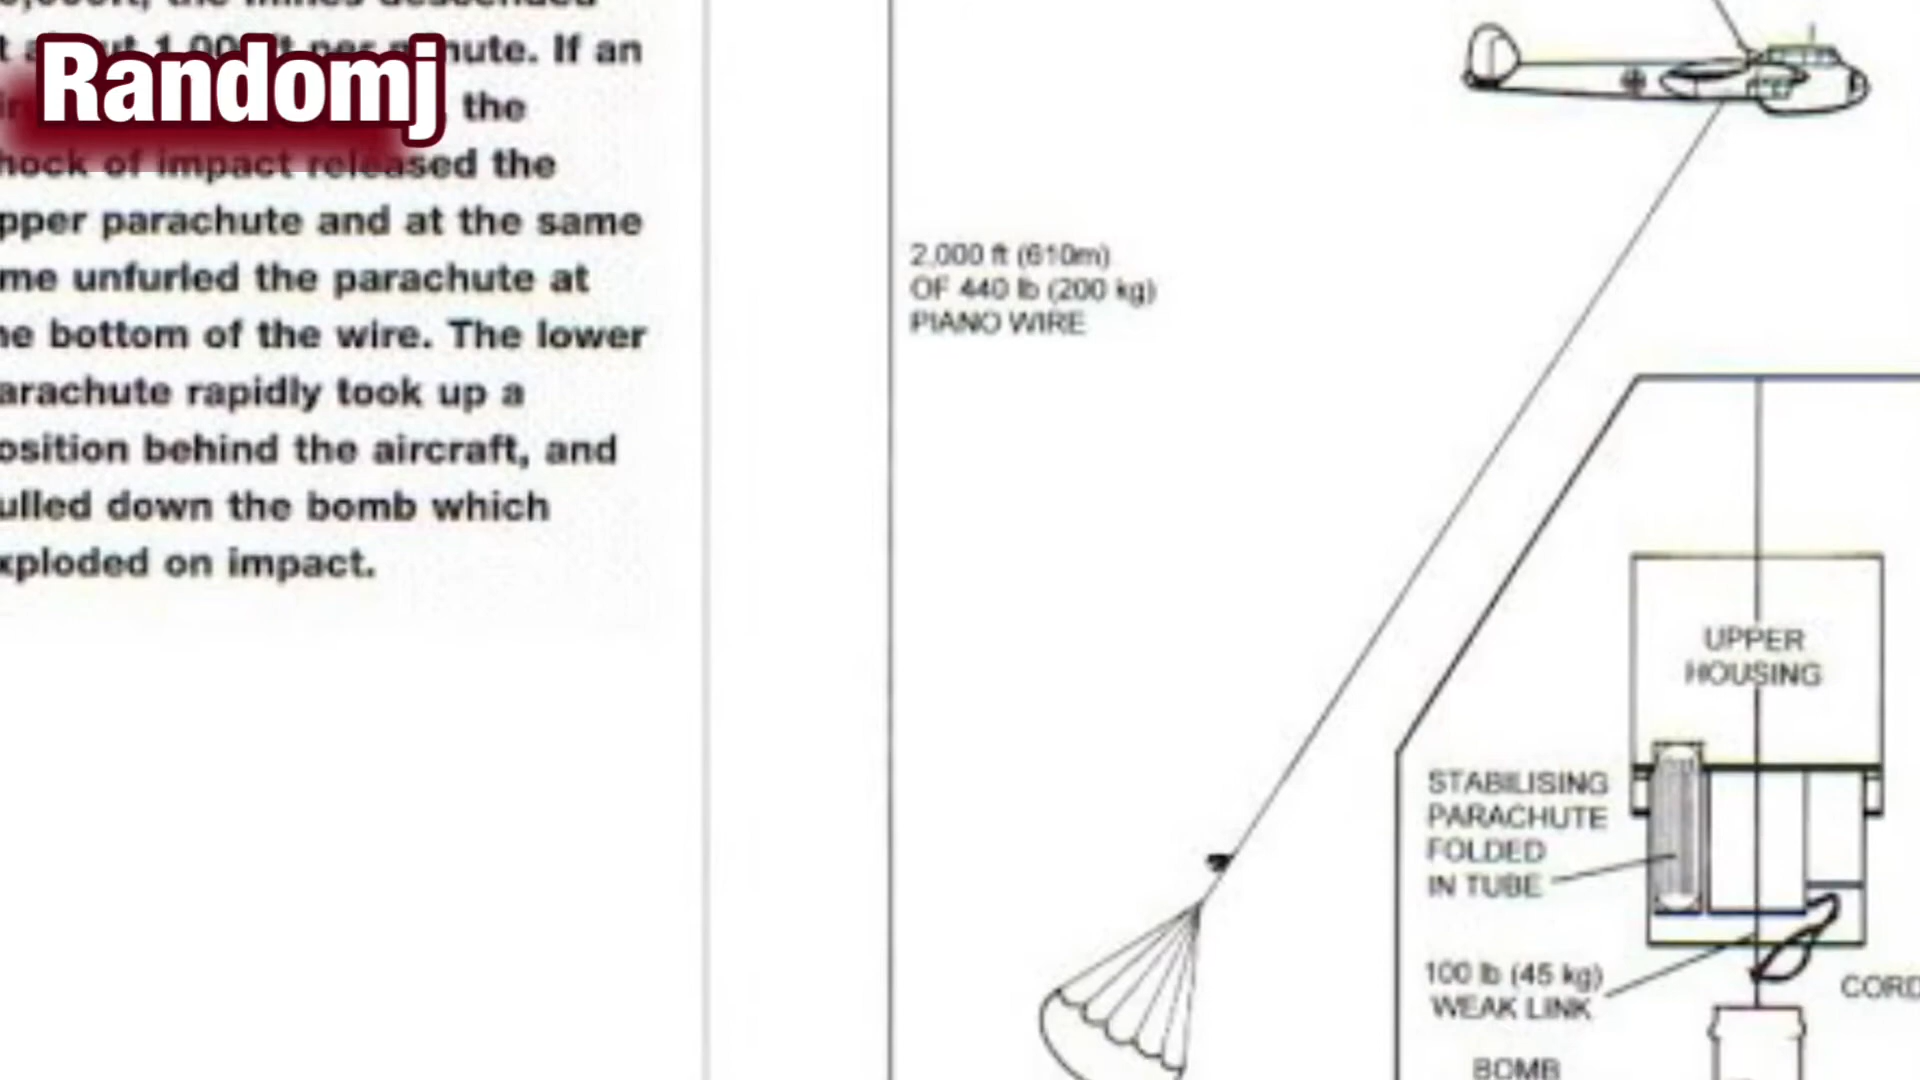 Randomj
nute. If an
the
hock of impact released the
pper parachute and at the same
me unfurled the parachute at
he bottom of the wire. The lower
arachute rapidly took up a
osition behind the aircraft, and
ulled down the bomb which
xploded on impact.
2,000 ft (610m)
OF 440 lb (200 kg)
PIANO WIRE
UPPER
HOUSING
STABILISING
PARACHUTE
FOLDED
IN TUBE
100 lb (45 kg)
WEAK LINK
CORD
BOMB